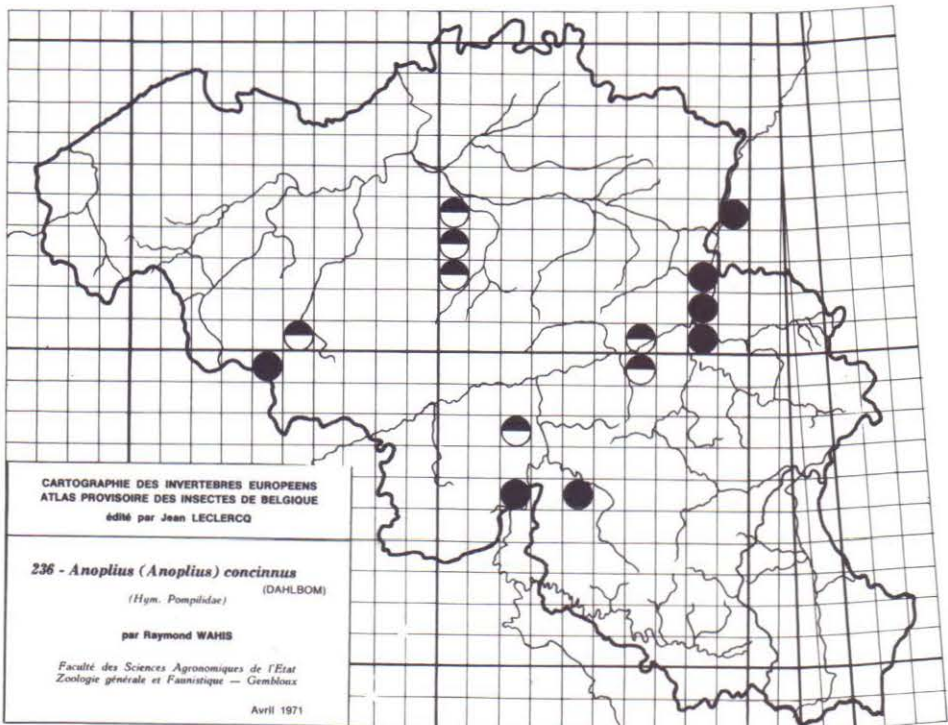 CARTOGRAPHIE DES INVERTEBRES EUROPEENS
ATLAS PROVISOIRE DES INSECTES DE BELGIQUE
édité par Jean LECLERCQ
236 - Anoplius (Anoplius) concinnus
(DAHLBOM)
(Hym. Pompilidae)
par Raymond WAHIS
Faculté des Sciences Agronomiques de l'Etat
Zoologie générale et Faunistique — Gembloux
Avril 1971